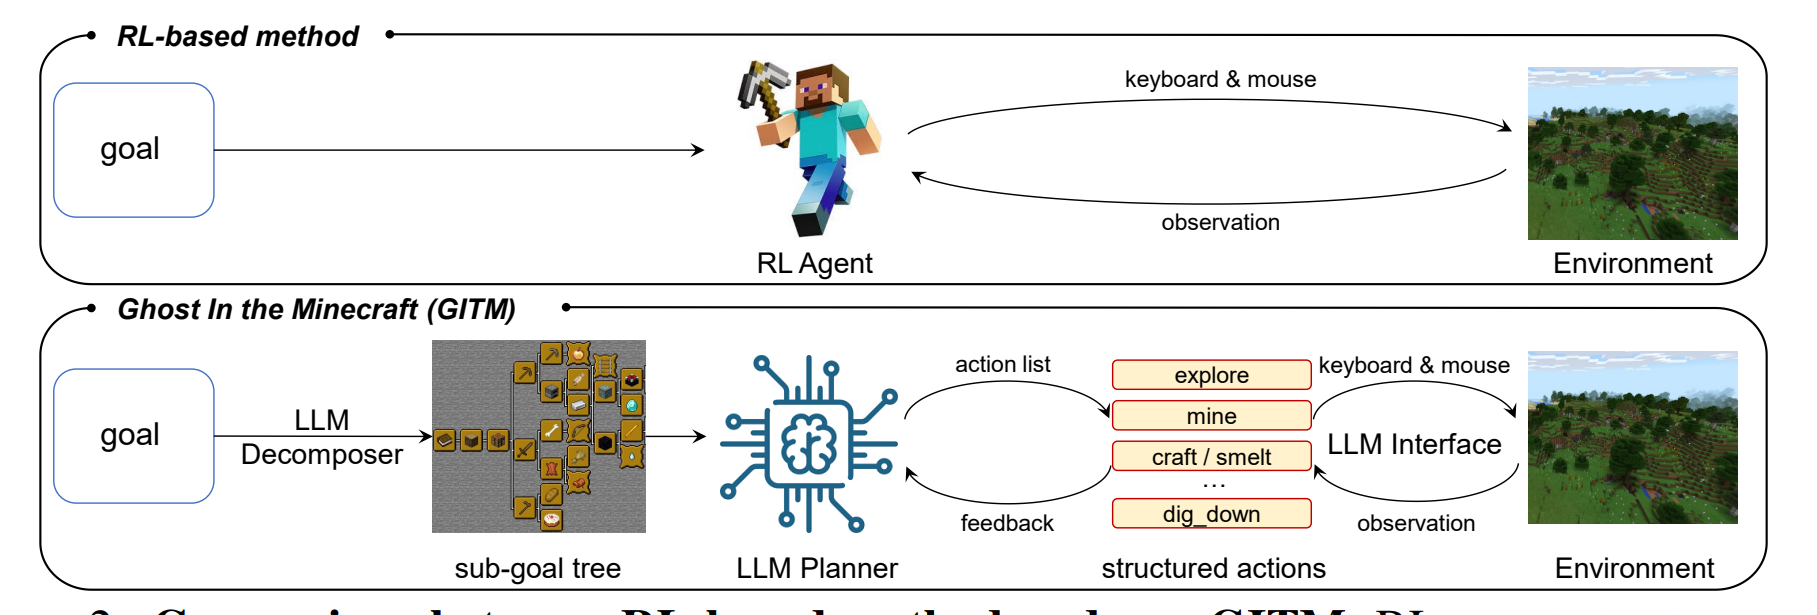 RL-based method
goal
keyboard & mouse
observation
RL Agent
Environment
Ghost In the Minecraft (GITM)
goal
LLM
Decomposer
sub-goal tree
LLM Planner
action list
feedback
explore
mine
craft / smelt
...
dig_down
structured actions
keyboard & mouse
LLM Interface
observation
Environment